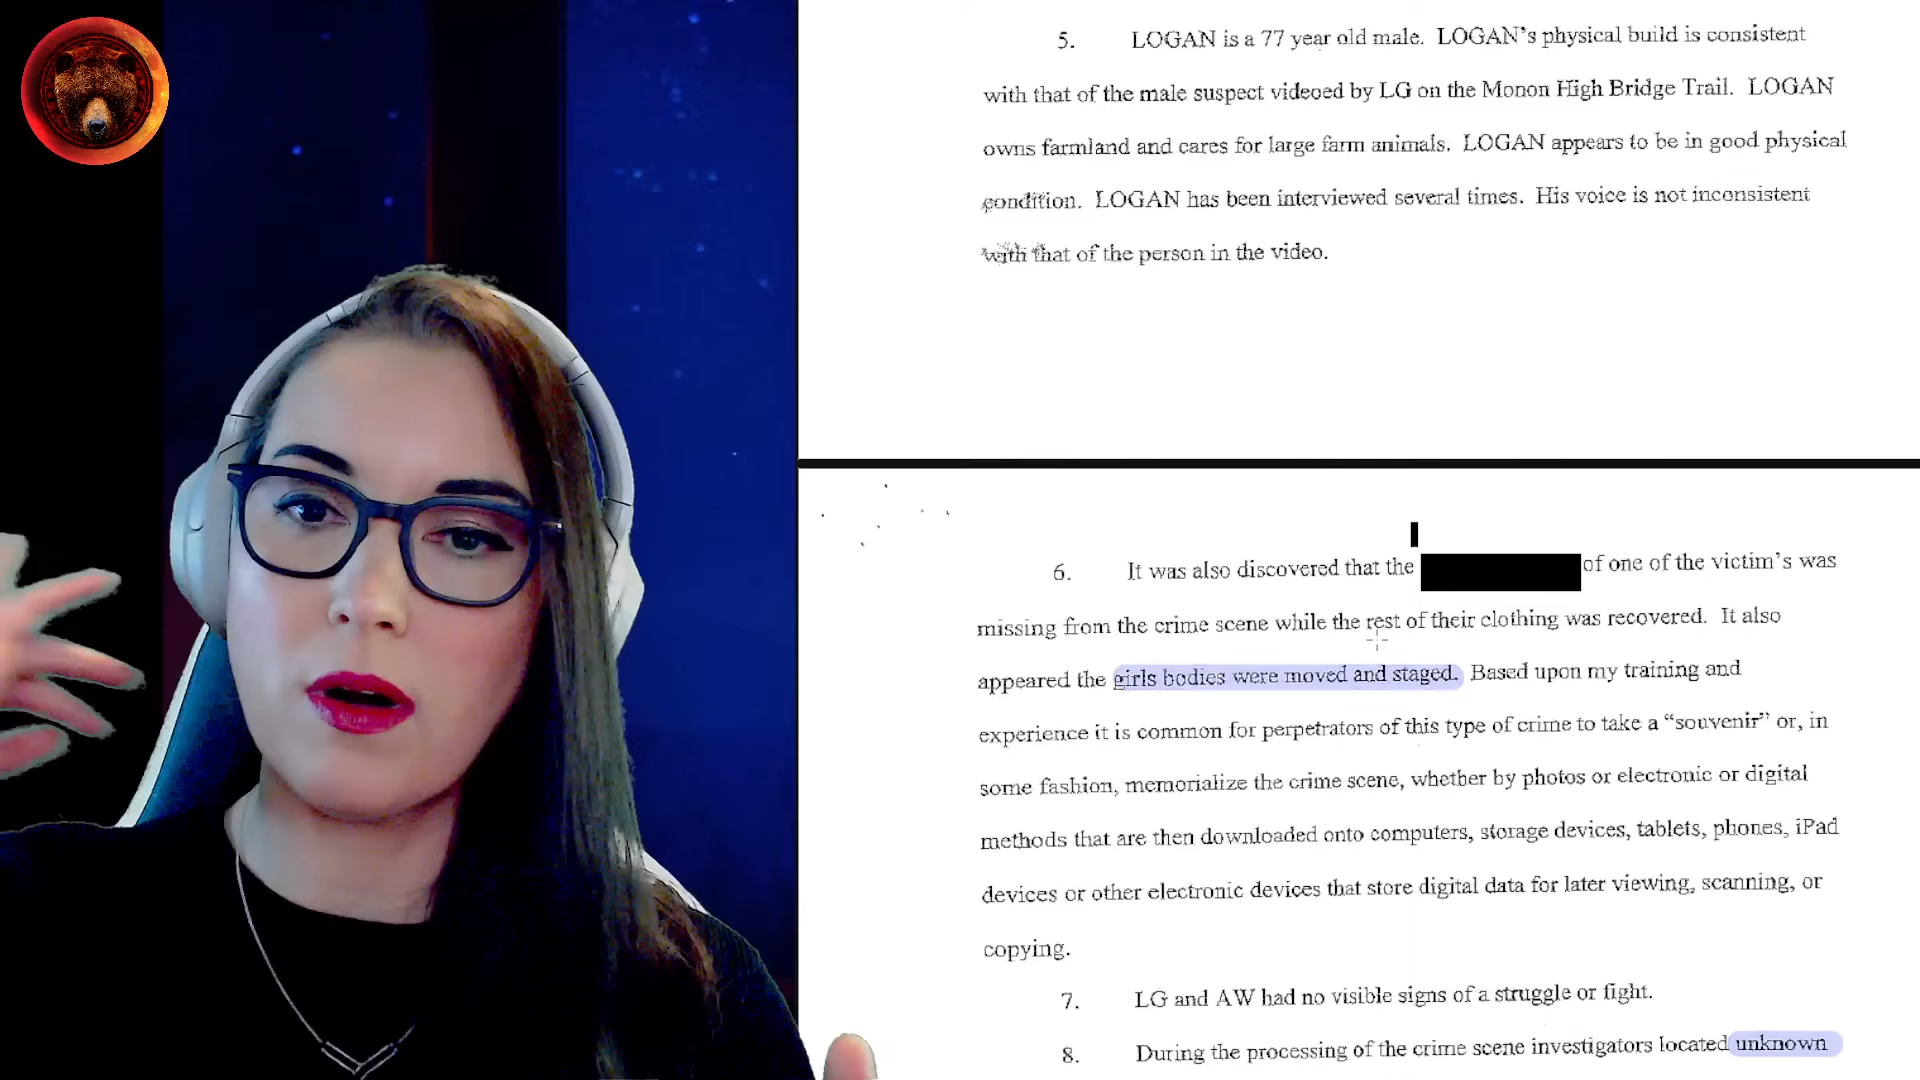 5. LOGAN is a 77 year old male. LOGAN's physical build is consistent
with that of the male suspect videoed by LG on the Monon High Bridge Trail. LOGAN
owns farmland and cares for large farm animals. LOGAN appears to be in good physical
condition. LOGAN has been interviewed several times. His voice is not inconsistent
with that of the person in the video.
6. It was also discovered that the of one of the victim's was
missing from the crime scene while the rest of their clothing was recovered. It also
appeared the girls bodies were moved and staged. Based upon my training and
experience it is common for perpetrators of this type of crime to take a “souvenir” or, in
some fashion, memorialize the crime scene, whether by photos or electronic or digital
methods that are then downloaded onto computers, storage devices, tablets, phones, iPad
devices or other electronic devices that store digital data for later viewing, scanning, or
copying.
7. LG and AW had no visible signs of a struggle or fight.
8. During the processing of the crime scene investigators located unknown